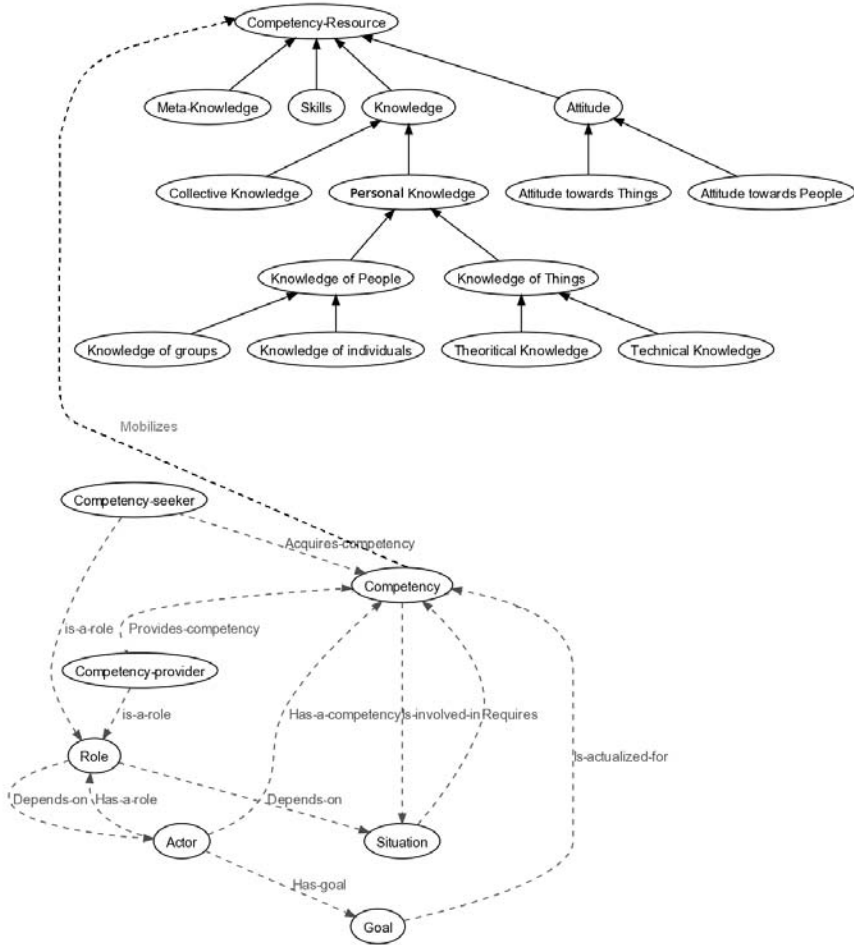 Competency-Resource
Meta-Knowledge
Skills
Knowledge
Attitude
Collective Knowledge
Personal Knowledge
Attitude towards Things
Attitude towards People
Knowledge of People
Knowledge of Things
Knowledge of groups
Knowledge of individuals
Theoritical Knowledge
Technical Knowledge
Mobilizes
Competency-seeker
Acquires-competency
Competency
is-a-role
Provides-competency
Competency-provider
is-a-role
Has-a-competency
Is-involved-in
Requires
Role
Is-actualized-for
Depends-on
Has-a-role
Depends-on
Actor
Situation
Has-goal
Goal